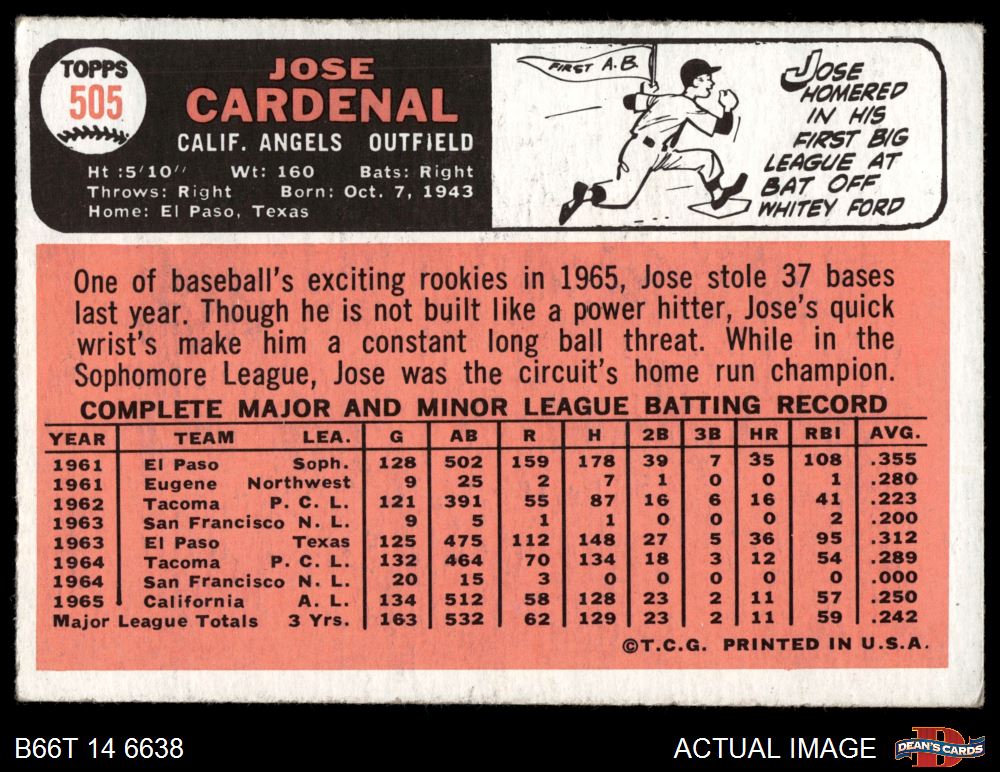 TOPPS
505
JOSE
CARDENAL
CALIF. ANGELS OUTFIELD
Ht :5'10" Wt: 160 Bats: Right
Throws: Right Born: Oct. 7, 1943
Home: El Paso, Texas
FIRST A.B.
JOSE
HOMERED
IN HIS
FIRST BIG
LEAGUE AT
BAT OFF
WHITEY FORD
One of baseball's exciting rookies in 1965, Jose stole 37 bases
last year. Though he is not built like a power hitter, Jose's quick
wrist's make him a constant long ball threat. While in the
Sophomore League, Jose was the circuit's home run champion.
COMPLETE MAJOR AND MINOR LEAGUE BATTING RECORD
YEAR TEAM LEA. G AB R H 2B 3B HR RBI AVG.
1961 El Paso Soph. 128 502 159 178 39 7 35 108 .355
1961 Eugene Northwest 9 25 2 7 1 0 0 1 .280
1962 Tacoma P. C. L. 121 391 55 87 16 6 16 41 .223
1963 San Francisco N. L. 9 5 1 1 0 0 0 2 .200
1963 El Paso Texas 125 475 112 148 27 5 36 95 .312
1964 Tacoma P. C. L. 132 464 70 134 18 3 12 54 .289
1964 San Francisco N. L. 20 15 3 0 0 0 0 0 .000
1965 California A. L. 134 512 58 128 23 2 11 57 .250
Major League Totals 3 Yrs. 163 532 62 129 23 2 11 59 .242
©T.C.G. PRINTED IN U.S.A.
B66T 14 6638
ACTUAL IMAGE
DEAN'S CARDS